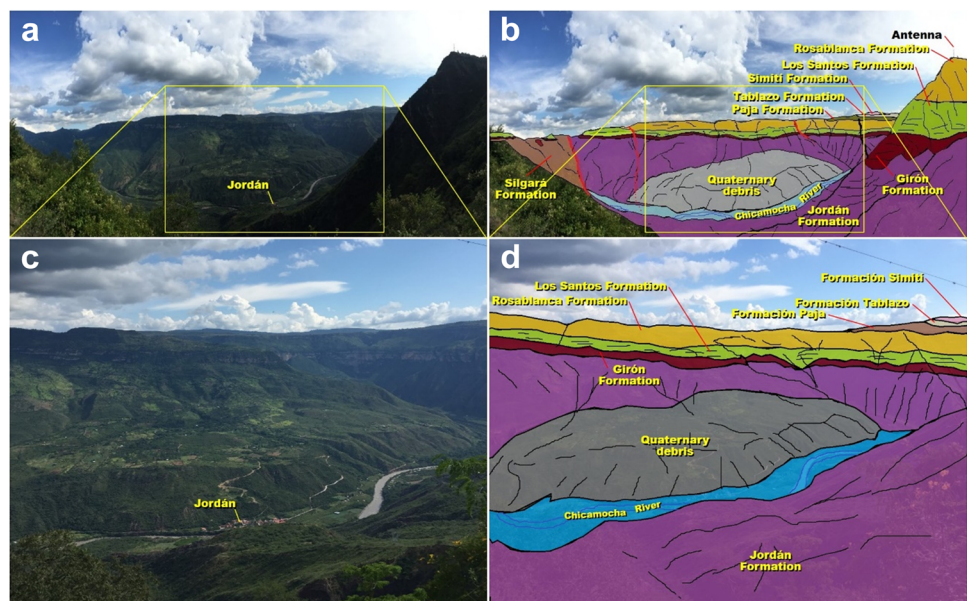 a
Jordán
b
Antenna
Rosablanca Formation
Los Santos Formation
Simití Formation
Tablazo Formation
Paja Formation
Silgará
Formation
Quaternary
debris
Chicamocha River
Jordán
Formation
Girón
Formation
c
Jordán
d
Formación Simití
Los Santos Formation
Rosablanca Formation
Formación Tablazo
Formación Paja
Girón
Formation
Quaternary
debris
Chicamocha River
Jordán
Formation